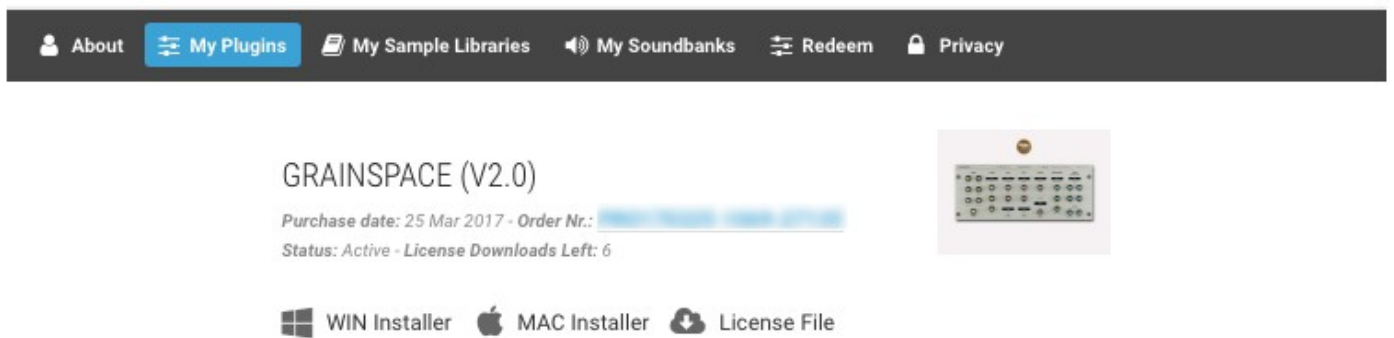 About My Plugins My Sample Libraries My Soundbanks Redeem Privacy
GRAINSPACE (V2.0)
Purchase date: 25 Mar 2017 - Order Nr.:
Status: Active - License Downloads Left: 6
WIN Installer MAC Installer License File